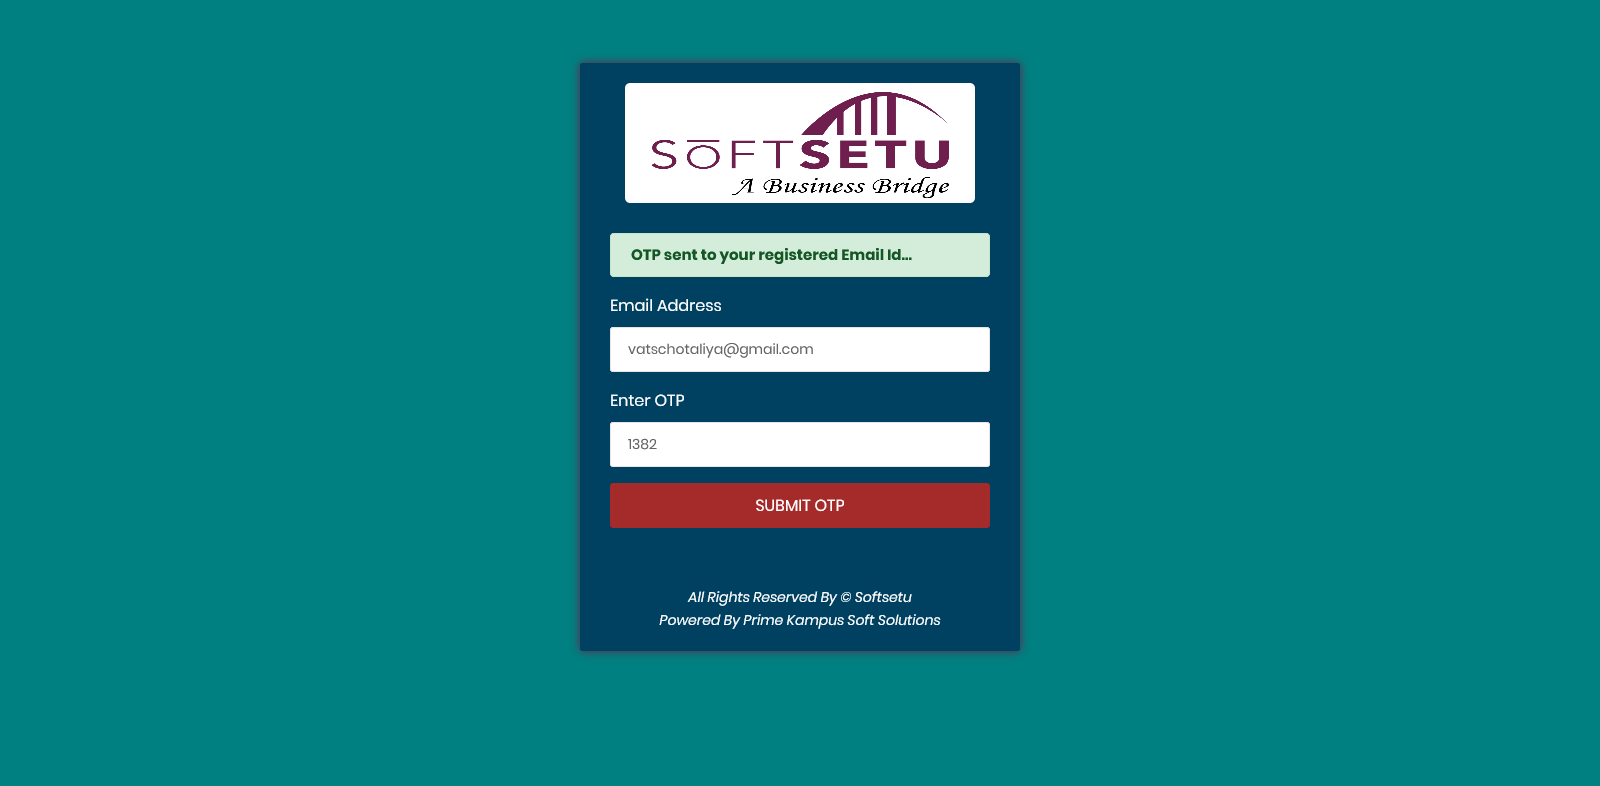 SōFTSETU
A Business Bridge
OTP sent to your registered Email Id...
Email Address
vatschotaliya@gmail.com
Enter OTP
1382
SUBMIT OTP
All Rights Reserved By © Softsetu
Powered By Prime Kampus Soft Solutions